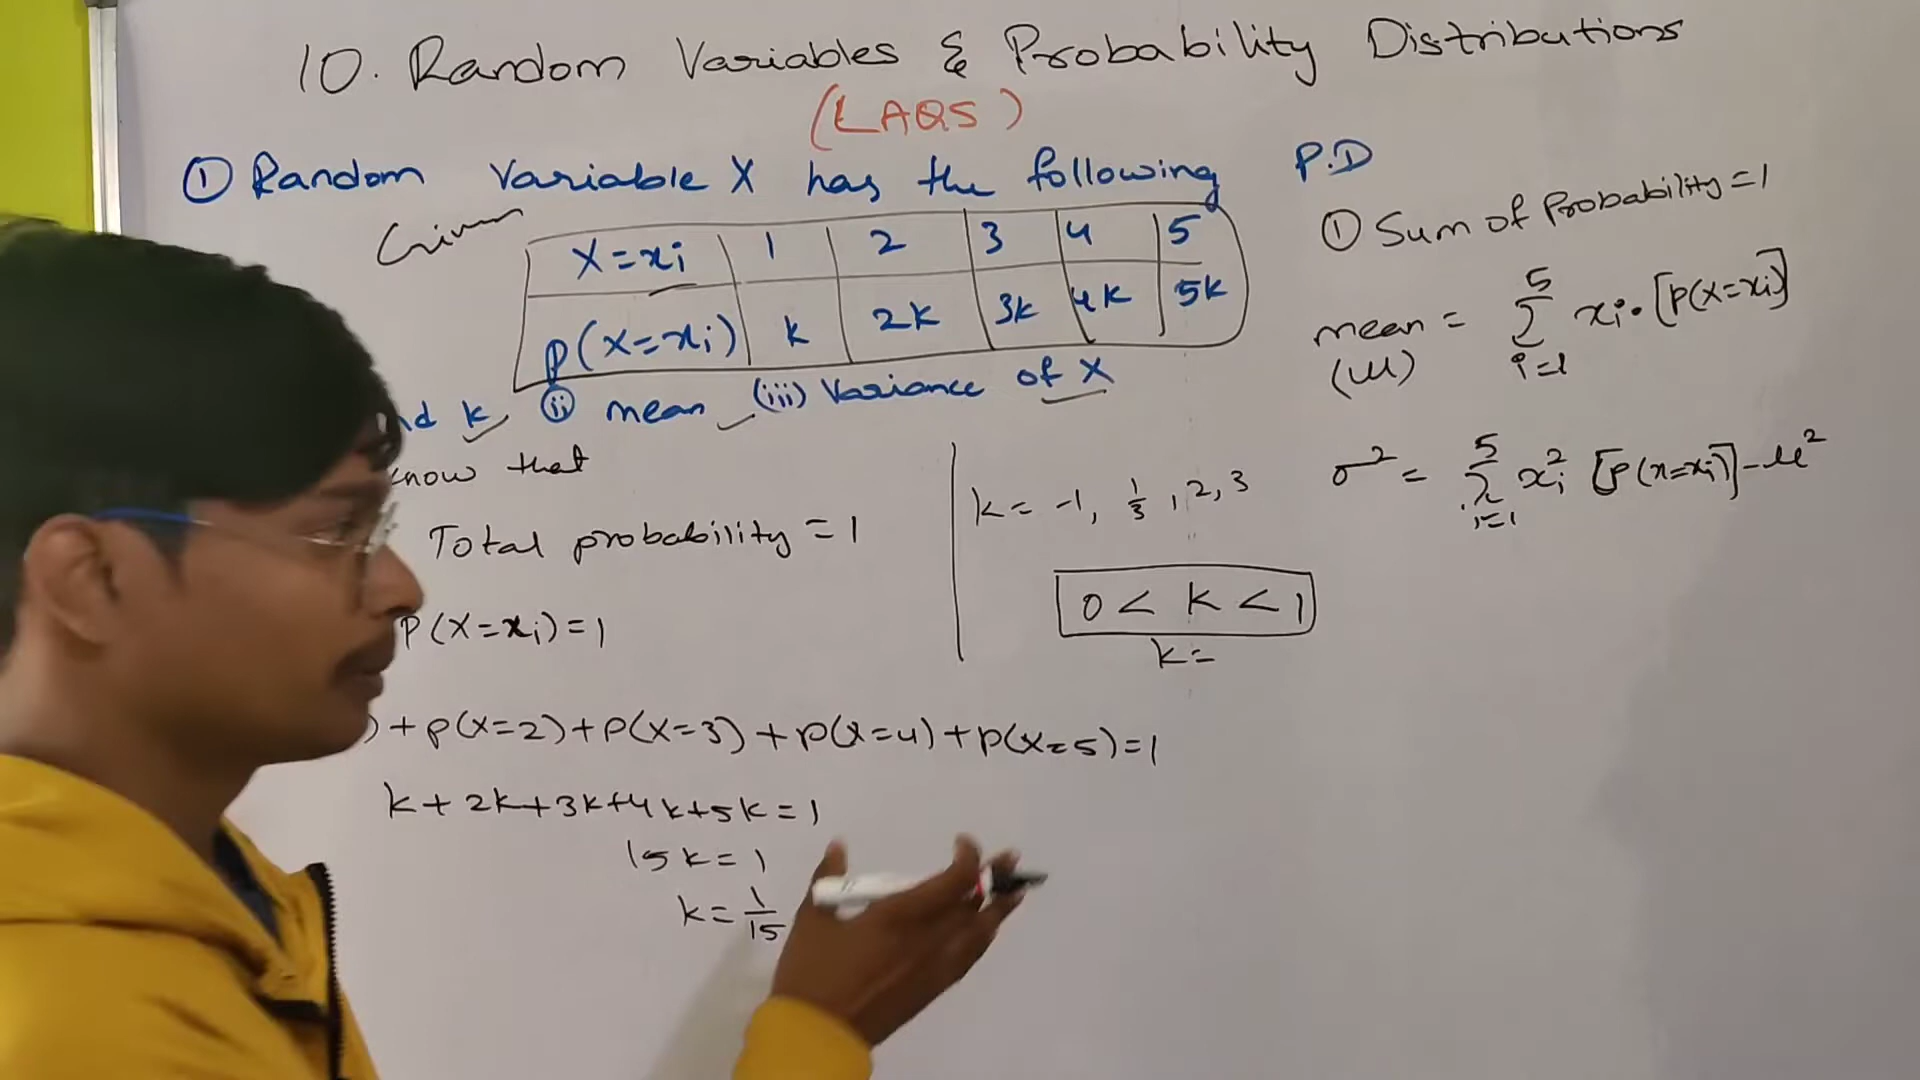 10. Random Variables & Probability Distributions
(LAQS)
① Random Variable X has the following P.D
Given
X=xi 1 2 3 4 5
P(X=xi) k 2k 3k 4k 5k
k (ii) mean (iii) Variance of X
know that
Total probability = 1
P(X=xi)=1
) + p(X=2)+p(X=3)+p(X=4)+p(X=5)=1
k+2k+3k+4k+5k=1
15k=1
k=1/15
k = -1, 1/3, 2, 3
0 < k < 1
k=
① Sum of Probability=1
mean = 5 Σ i=1 xi·[p(X=xi)]
(μ)
σ² = 5 Σ i=1 xi² [p(x=xi)]-μ²